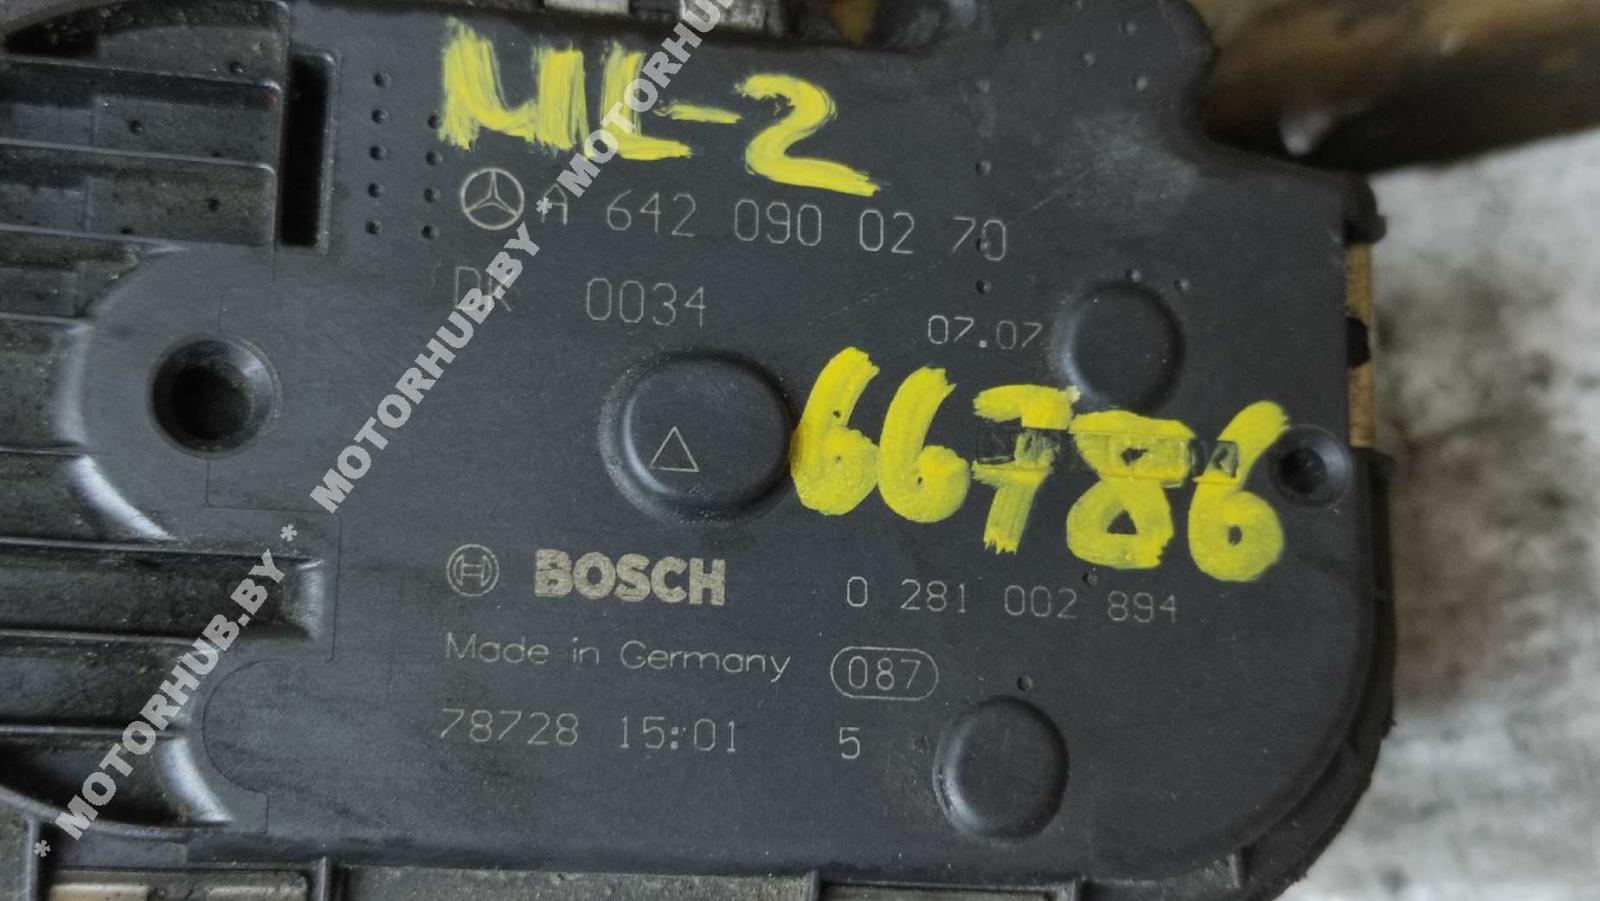 ML-2
A 642 090 02 70
0034
07.07
66786
BOSCH 0 281 002 894
Made in Germany 087
78728 15:01 5
* MOTORHUB.BY * MOTORHUB.BY * MOTORHUB